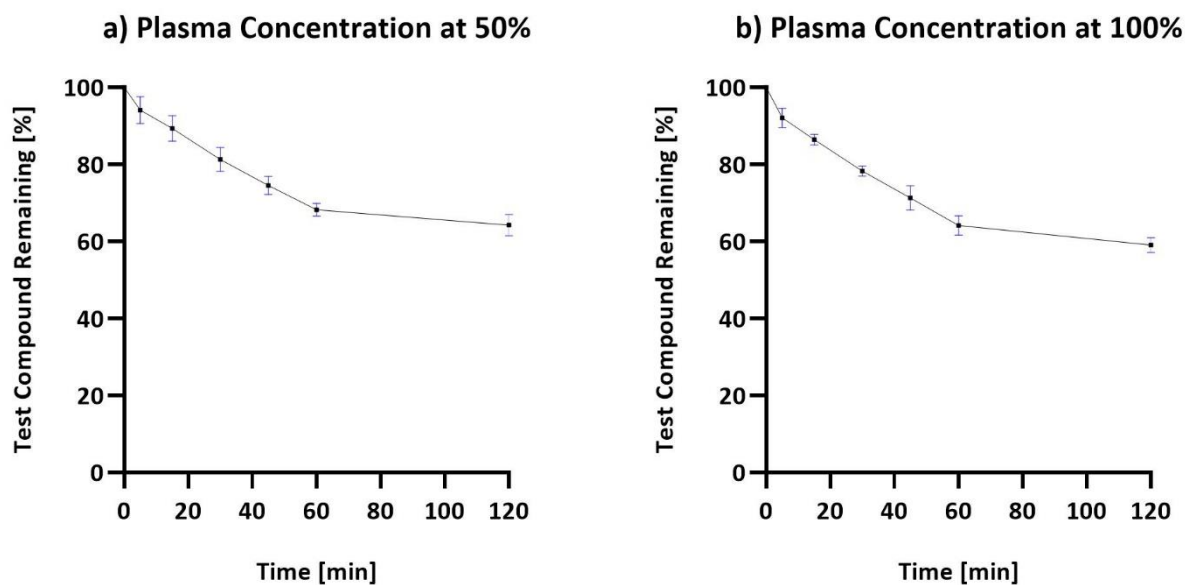 a) Plasma Concentration at 50%
Test Compound Remaining [%]
100
80
60
40
20
0
0 20 40 60 80 100 120
Time [min]
b) Plasma Concentration at 100%
Test Compound Remaining [%]
100
80
60
40
20
0
0 20 40 60 80 100 120
Time [min]